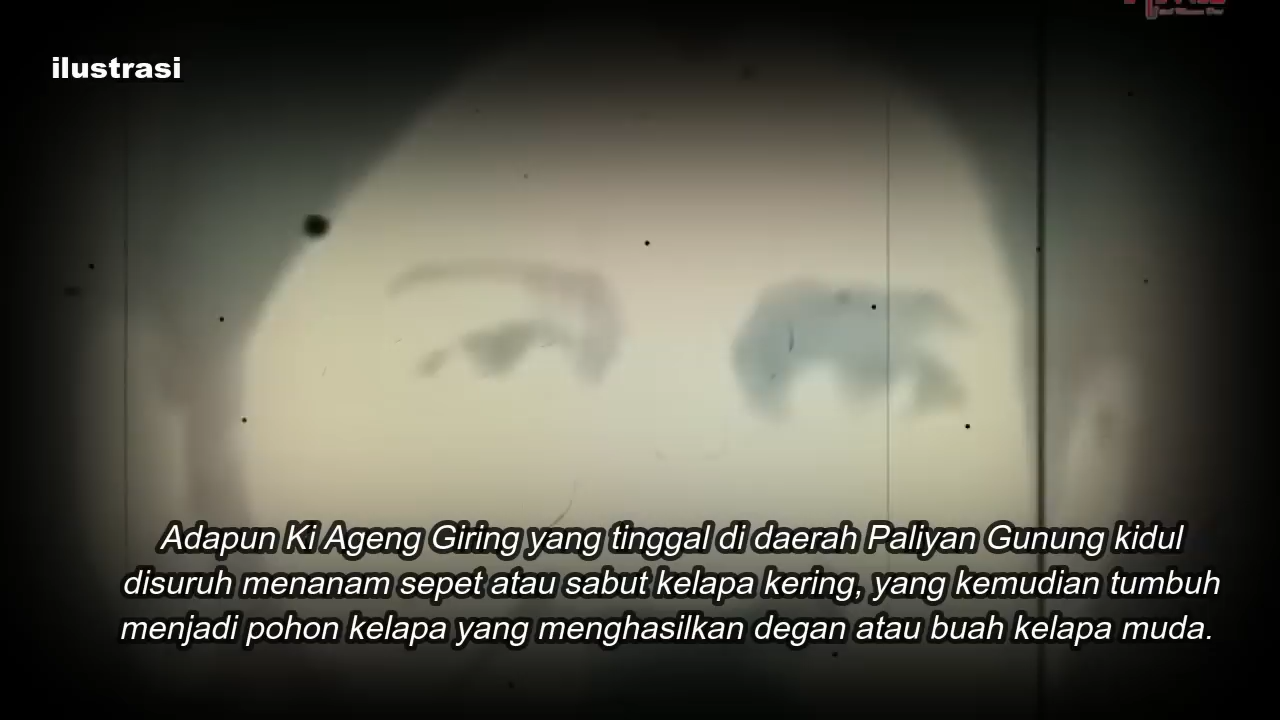 ilustrasi
Adapun Ki Ageng Giring yang tinggal di daerah Paliyan Gunung kidul
disuruh menanam sepet atau sabut kelapa kering, yang kemudian tumbuh
menjadi pohon kelapa yang menghasilkan degan atau buah kelapa muda.